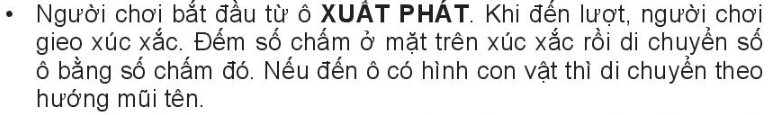 • Người chơi bắt đầu từ ô XUẤT PHÁT. Khi đến lượt, người chơi
gieo xúc xắc. Đếm số chấm ở mặt trên xúc xắc rồi di chuyển số
ô bằng số chấm đó. Nếu đến ô có hình con vật thì di chuyển theo
hướng mũi tên.